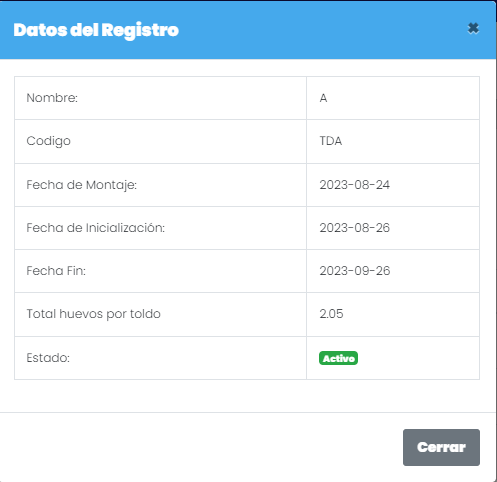 Datos del Registro ×
Nombre: A
Codigo TDA
Fecha de Montaje: 2023-08-24
Fecha de Inicialización: 2023-08-26
Fecha Fin: 2023-09-26
Total huevos por toldo 2.05
Estado: Activo
Cerrar